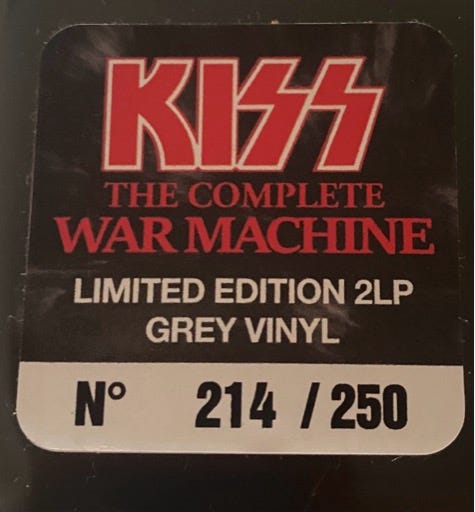 KISS
THE COMPLETE
WAR MACHINE
LIMITED EDITION 2LP
GREY VINYL
N° 214 / 250